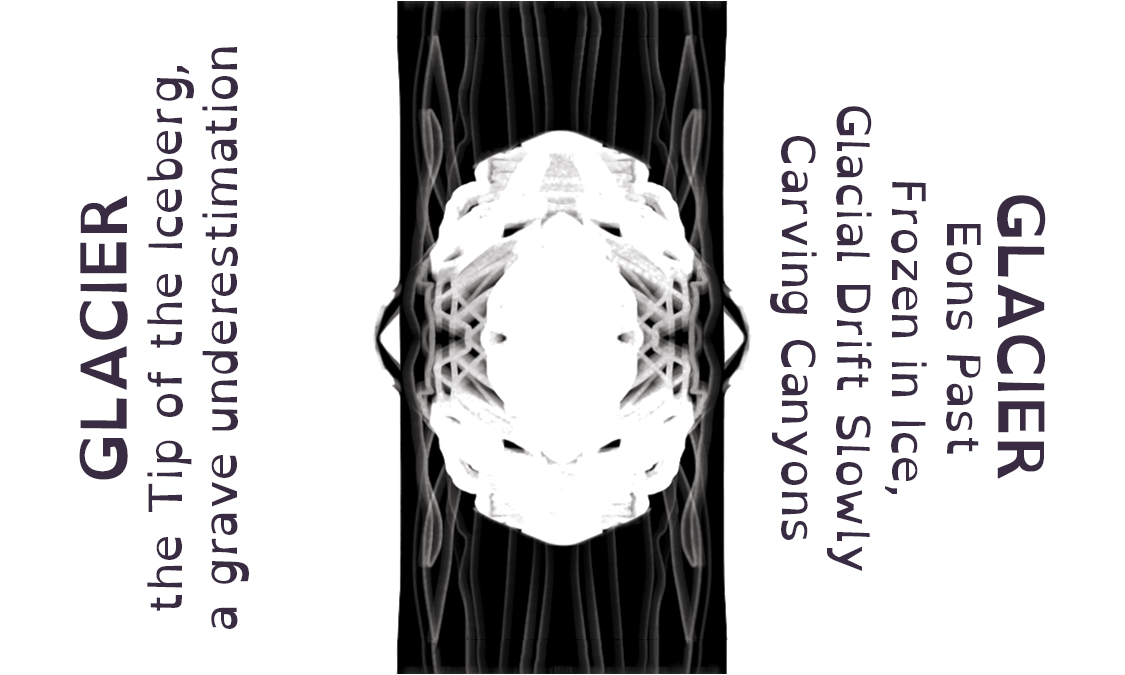 GLACIER
the Tip of the Iceberg,
a grave underestimation
GLACIER
Eons Past
Frozen in Ice,
Glacial Drift Slowly
Carving Canyons